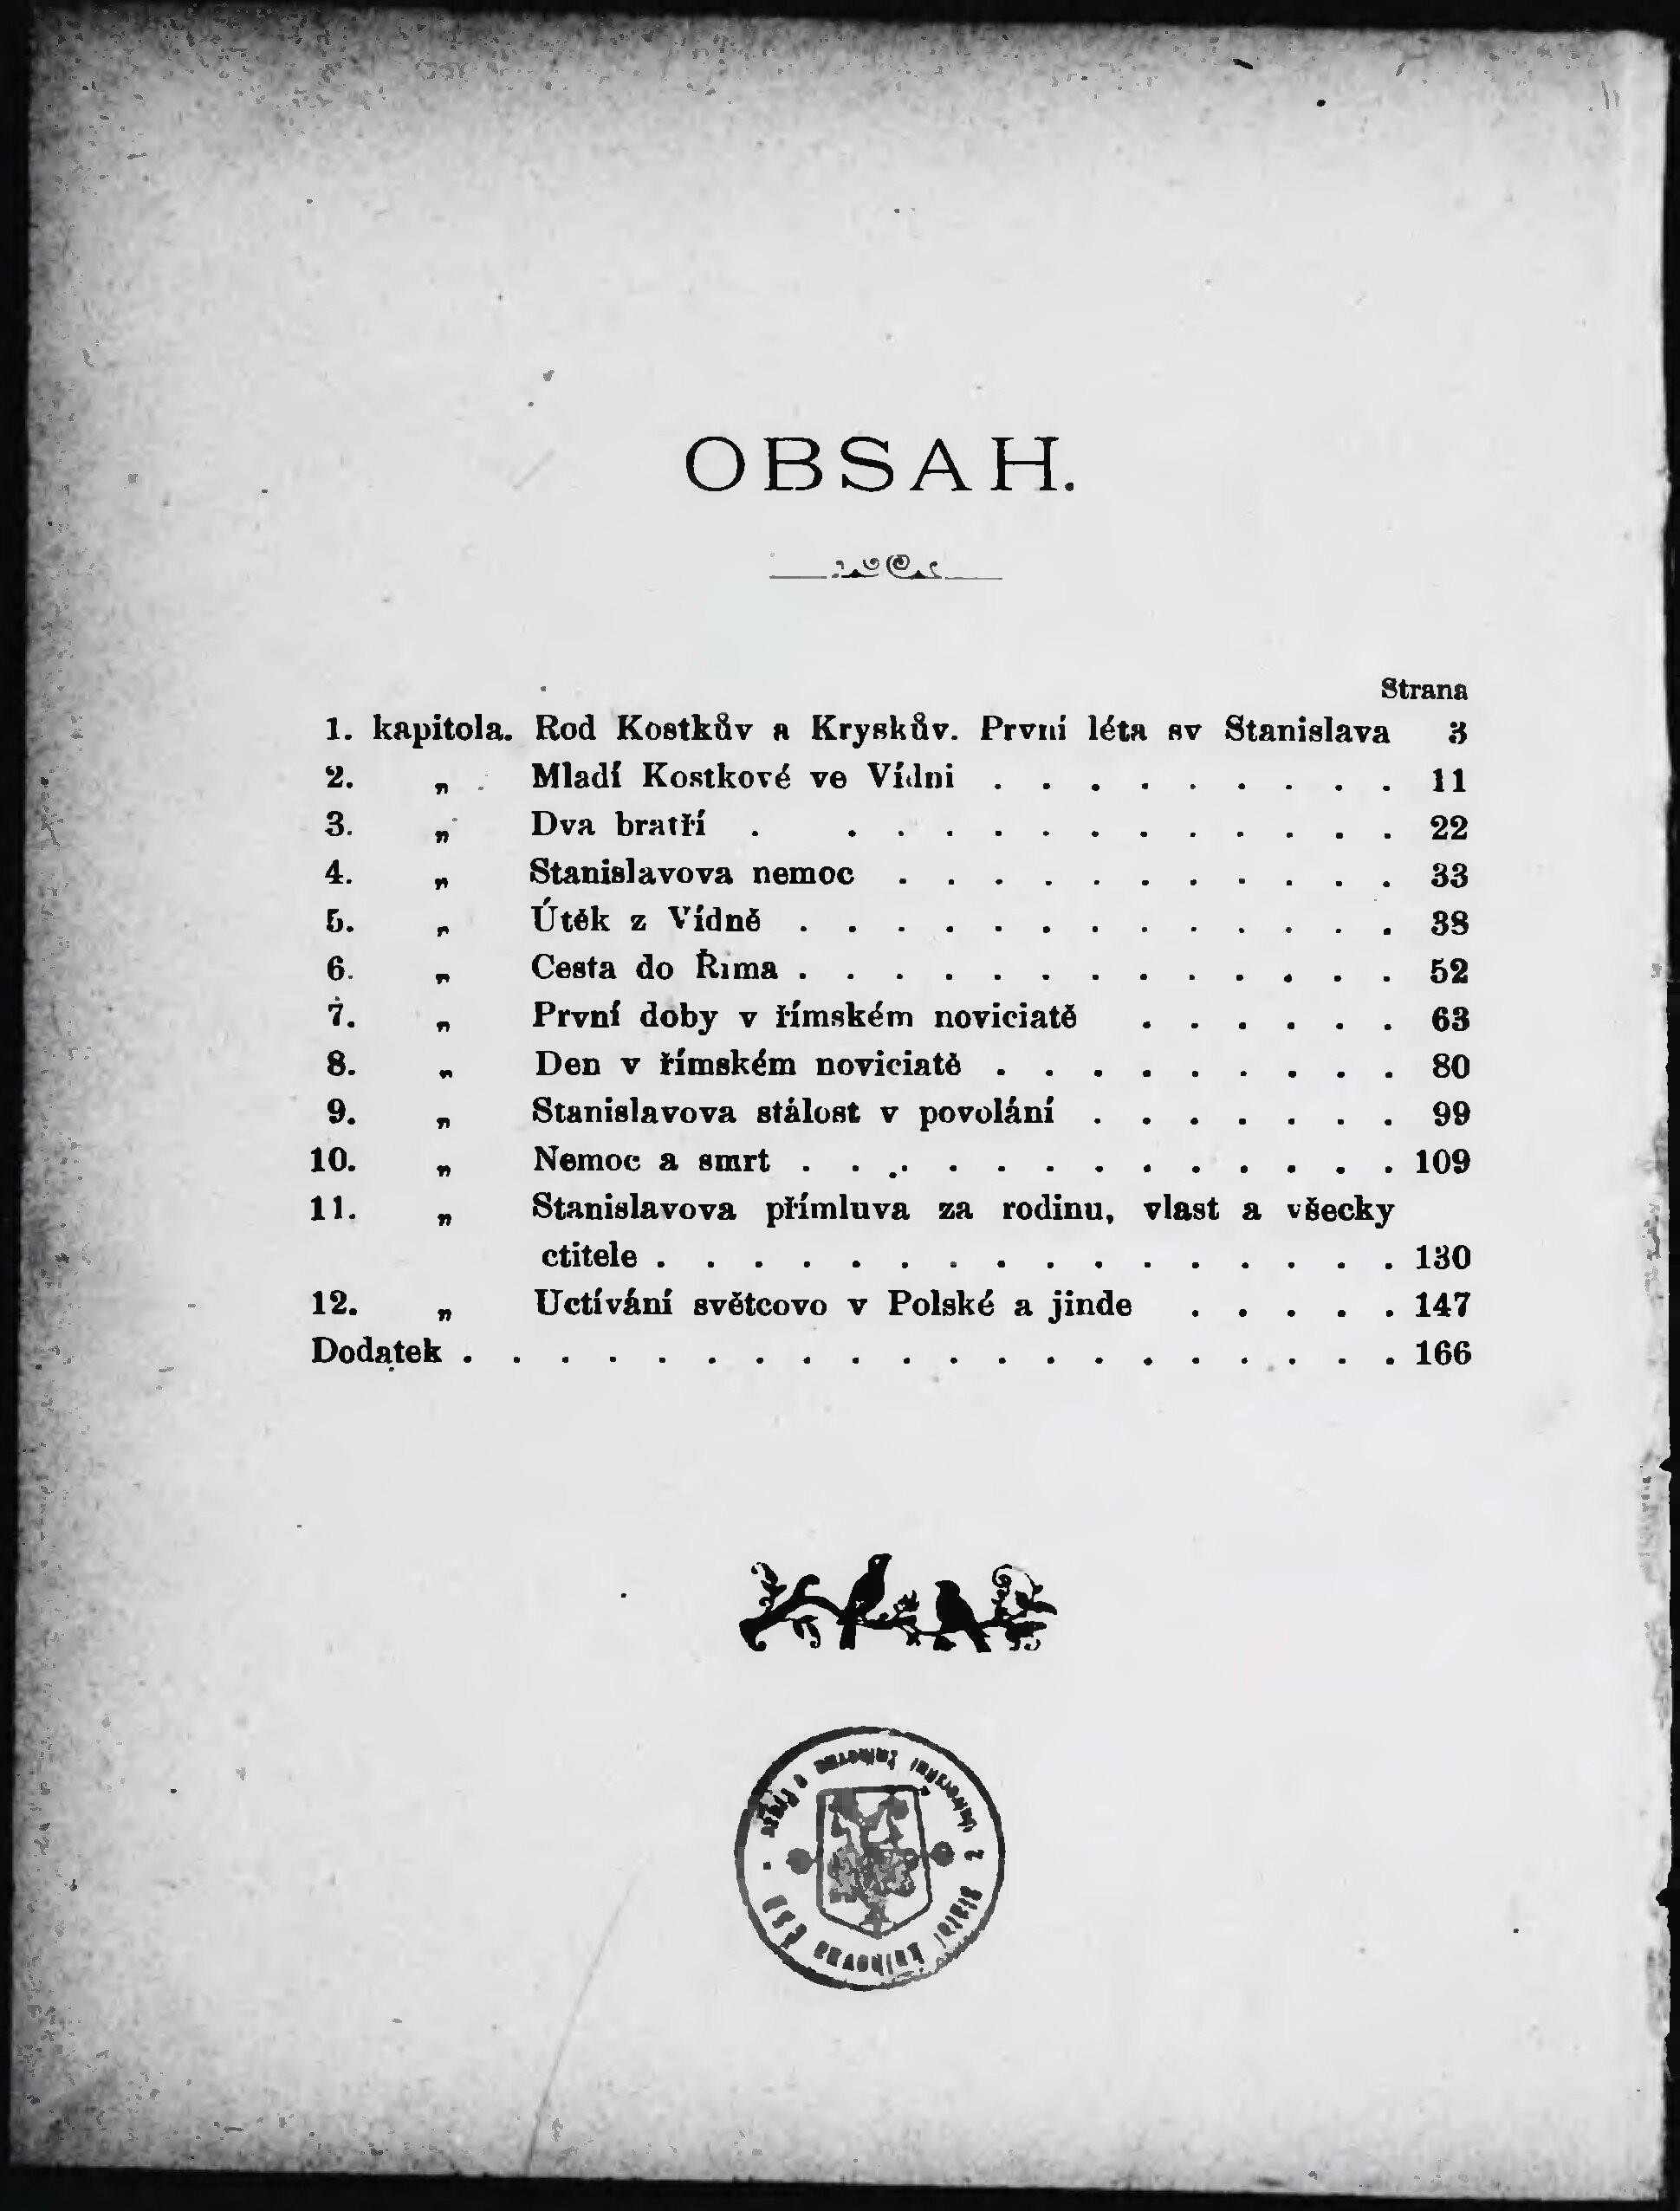 OBSAH.
Strana
1. kapitola. Rod Kostkův a Kryskův. První léta sv Stanislava 3
2. „ Mladí Kostkové ve Vídni . . . . . . . . . 11
3. „ Dva bratří . . . . . . . . . . . . . 22
4. „ Stanislavova nemoc . . . . . . . . . . . 33
5. „ Útěk z Vídně . . . . . . . . . . . . . 38
6. „ Cesta do Říma . . . . . . . . . . . . . 52
7. „ První doby v římském noviciatě . . . . . . 63
8. „ Den v římském noviciatě . . . . . . . . . 80
9. „ Stanislavova stálost v povolání . . . . . . . 99
10. „ Nemoc a smrt . . . . . . . . . . . . . 109
11. „ Stanislavova přímluva za rodinu, vlast a všecky
ctitele . . . . . . . . . . . . . . . . 130
12. „ Uctívání světcovo v Polské a jinde . . . . . 147
Dodatek . . . . . . . . . . . . . . . . . . . . 166